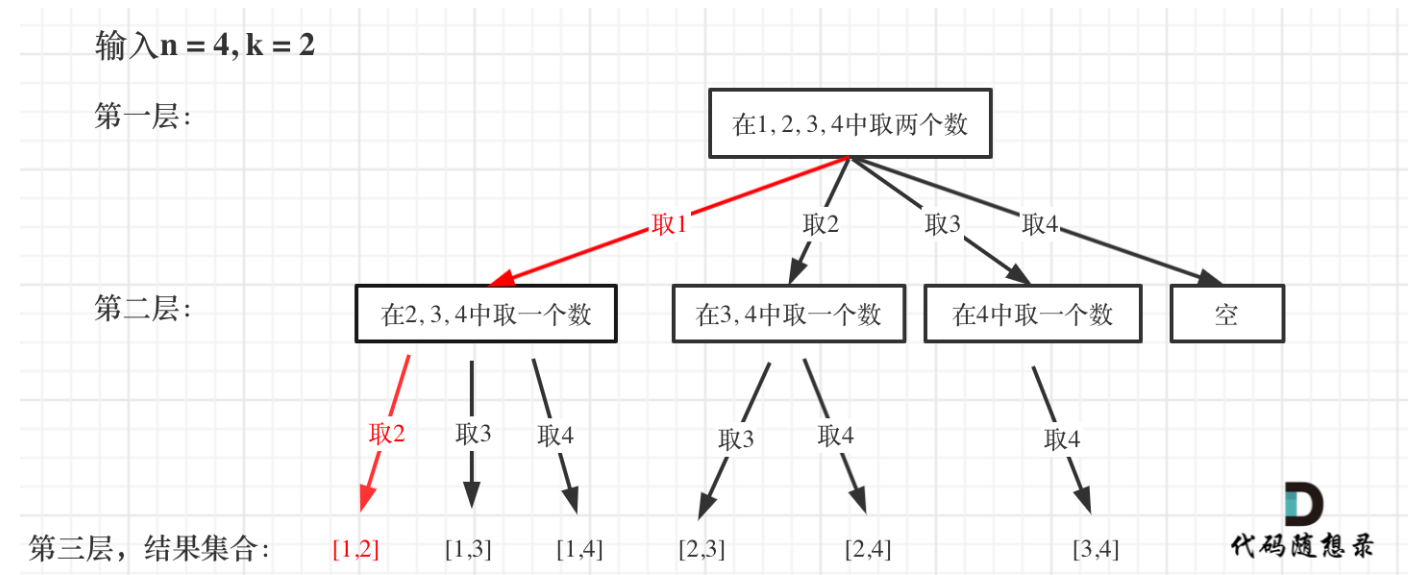 输入n = 4, k = 2
第一层：
在1, 2, 3, 4中取两个数
取1
取2
取3
取4
第二层：
在2, 3, 4中取一个数
在3, 4中取一个数
在4中取一个数
空
取2
取3
取4
取3
取4
取4
第三层，结果集合：
[1,2]
[1,3]
[1,4]
[2,3]
[2,4]
[3,4]
代码随想录